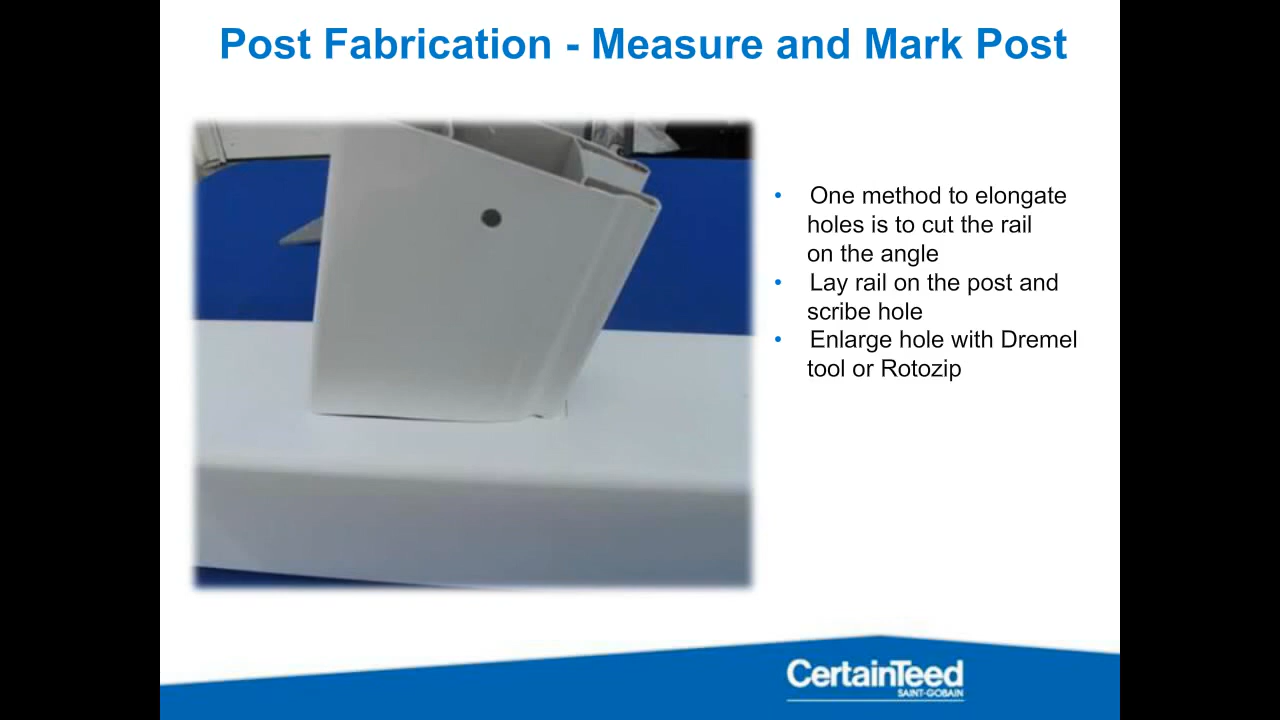 Post Fabrication - Measure and Mark Post
• One method to elongate
holes is to cut the rail
on the angle
• Lay rail on the post and
scribe hole
• Enlarge hole with Dremel
tool or Rotozip
CertainTeed
SAINT-GOBAIN